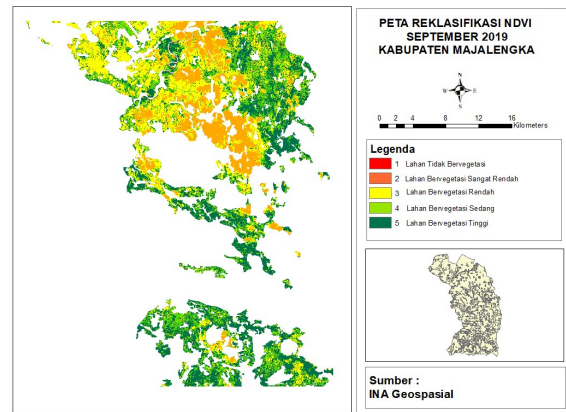 PETA REKLASIFIKASI NDVI
SEPTEMBER 2019
KABUPATEN MAJALENGKA
N
W E
S
0 2 4 8 12 16
Kilometers
Legenda
1 Lahan Tidak Bervegetasi
2 Lahan Bervegetasi Sangat Rendah
3 Lahan Bervegetasi Rendah
4 Lahan Bervegetasi Sedang
5 Lahan Bervegetasi Tinggi
Sumber :
INA Geospasial